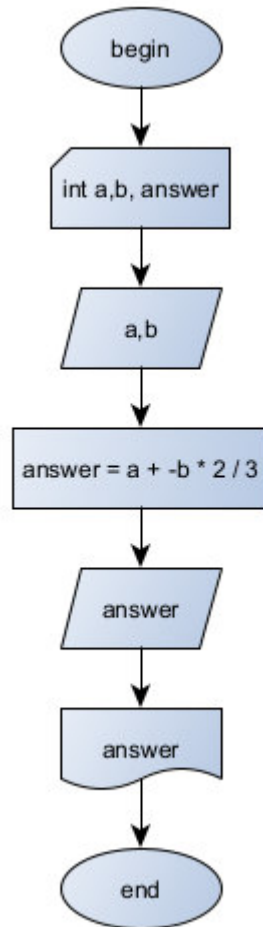 begin
int a,b, answer
a,b
answer = a + -b * 2 / 3
answer
answer
end